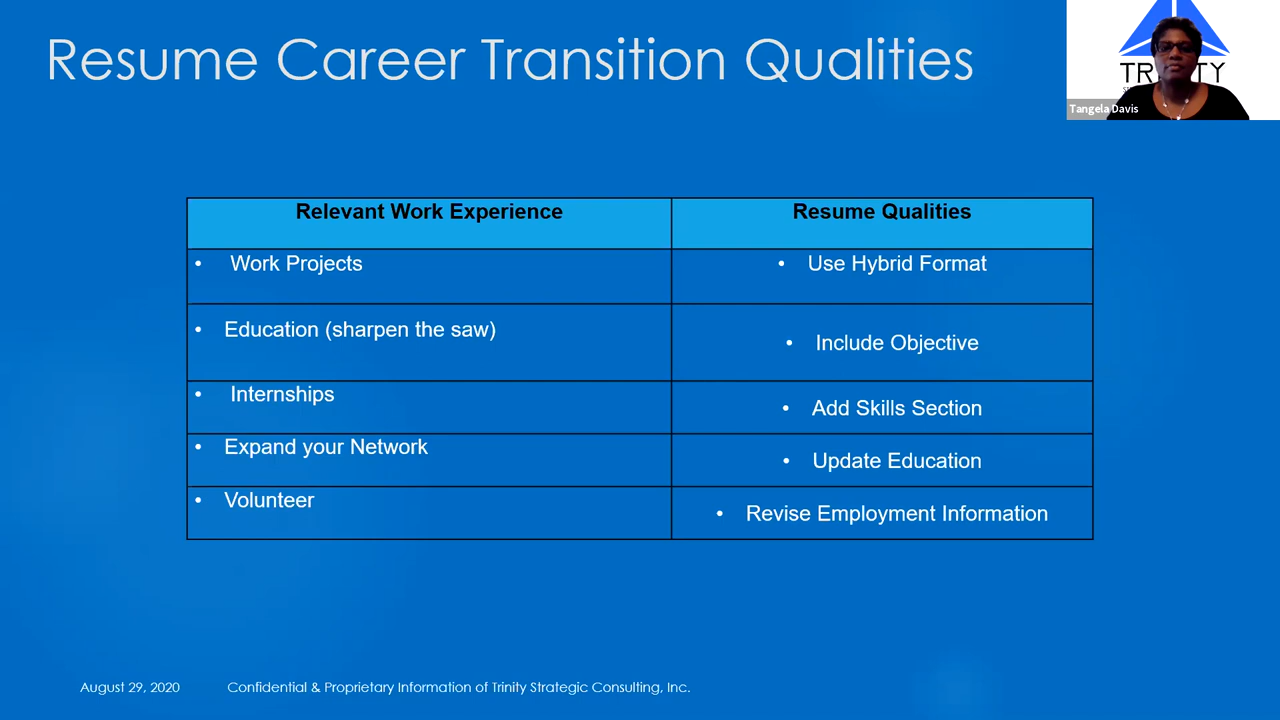 Resume Career Transition Qualities
TRINITY
Tangela Davis
Relevant Work Experience
Resume Qualities
• Work Projects
• Use Hybrid Format
• Education (sharpen the saw)
• Include Objective
• Internships
• Add Skills Section
• Expand your Network
• Update Education
• Volunteer
• Revise Employment Information
August 29, 2020
Confidential & Proprietary Information of Trinity Strategic Consulting, Inc.